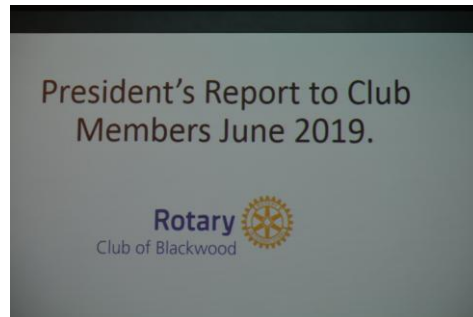 President's Report to Club
Members June 2019.
Rotary
Club of Blackwood